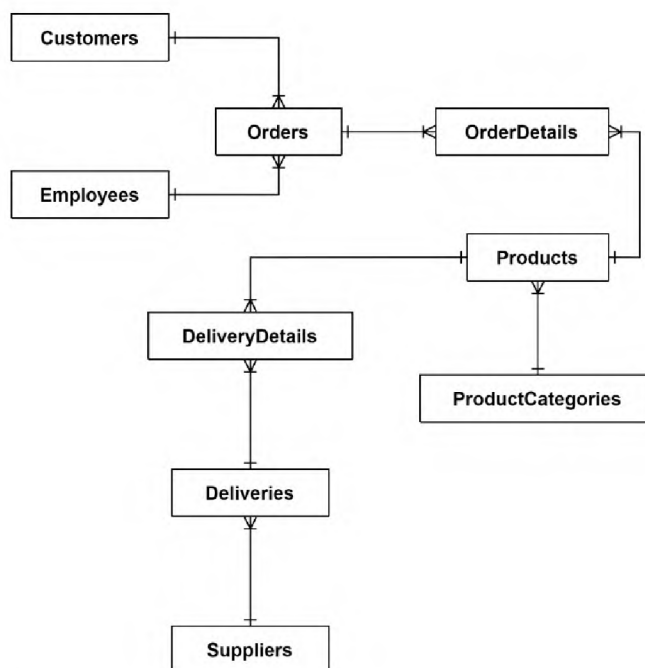 Customers
Orders
OrderDetails
Employees
Products
DeliveryDetails
ProductCategories
Deliveries
Suppliers